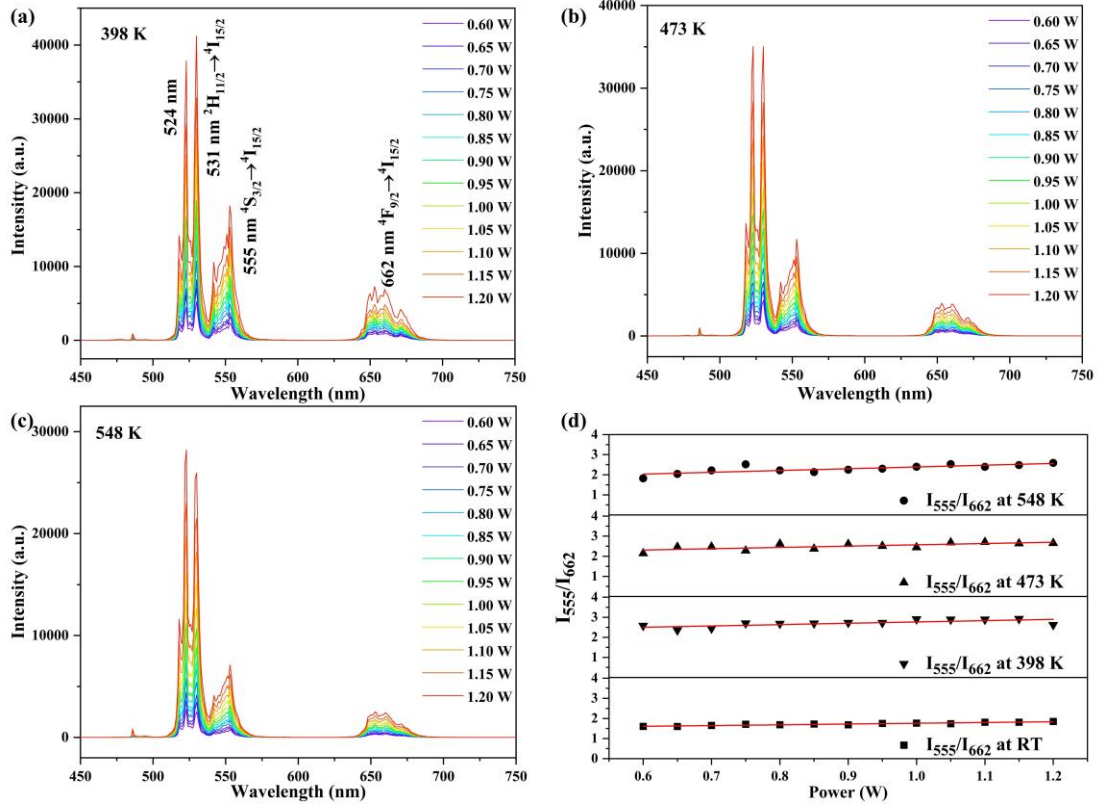 (a)
398 K
Intensitty (a.u.)
40000
30000
20000
10000
0
524 nm
531 nm ²H₁₁/₂→⁴I₁₅/₂
555 nm ⁴S₃/₂→⁴I₁₅/₂
662 nm ⁴F₉/₂→⁴I₁₅/₂
0.60 W
0.65 W
0.70 W
0.75 W
0.80 W
0.85 W
0.90 W
0.95 W
1.00 W
1.05 W
1.10 W
1.15 W
1.20 W
450 500 550 600 650 700 750
Wavelength (nm)
(b)
473 K
Intensity (a.u.)
40000
30000
20000
10000
0
0.60 W
0.65 W
0.70 W
0.75 W
0.80 W
0.85 W
0.90 W
0.95 W
1.00 W
1.05 W
1.10 W
1.15 W
1.20 W
450 500 550 600 650 700 750
Wavelength (nm)
(c)
548 K
Intensity (a.u.)
30000
20000
10000
0
0.60 W
0.65 W
0.70 W
0.75 W
0.80 W
0.85 W
0.90 W
0.95 W
1.00 W
1.05 W
1.10 W
1.15 W
1.20 W
450 500 550 600 650 700 750
Wavelength (nm)
(d)
I₅₅₅/I₆₆₂
4
3
2
1
I₅₅₅/I₆₆₂ at 548 K
4
3
2
1
I₅₅₅/I₆₆₂ at 473 K
4
3
2
1
I₅₅₅/I₆₆₂ at 398 K
4
3
2
1
0
I₅₅₅/I₆₆₂ at RT
0.6 0.7 0.8 0.9 1.0 1.1 1.2
Power (W)